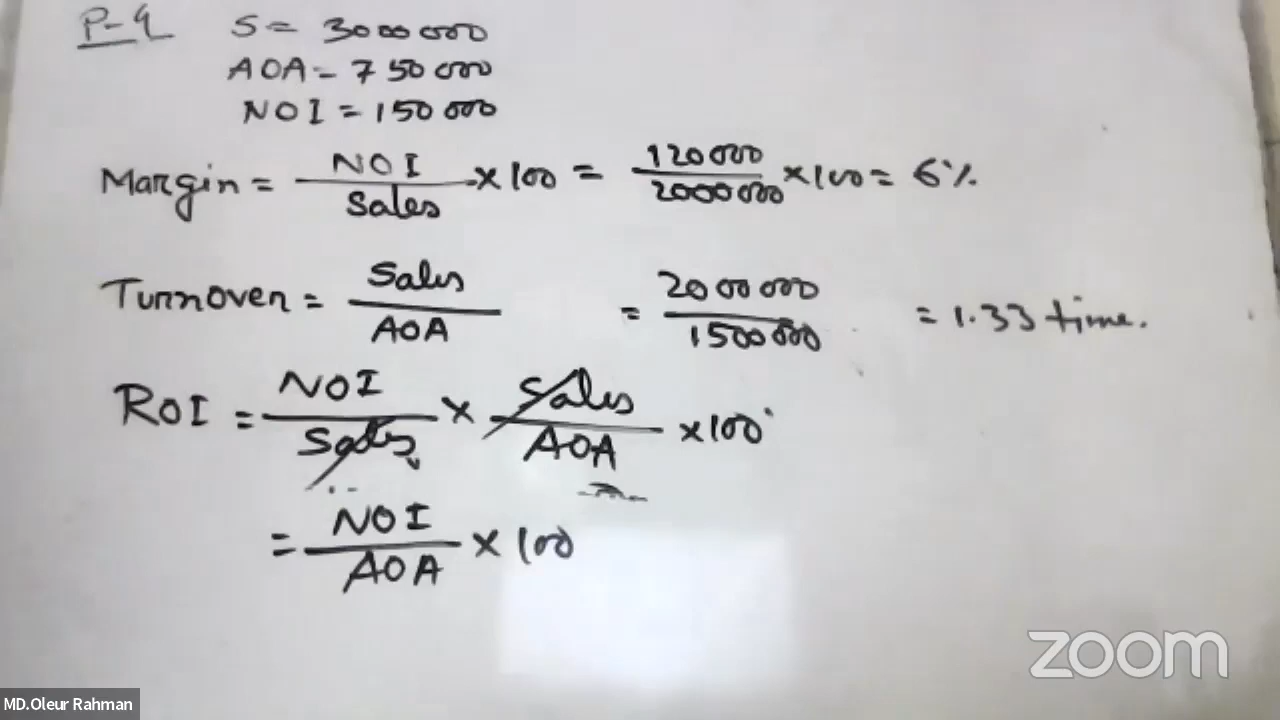 P-9 S = 3000000
AOA = 750000
NOI = 150000
Margin = NOI / Sales × 100 = 120000 / 2000000 × 100 = 6%
Turnover = Sales / AOA = 2000000 / 1500000 = 1.33 time.
ROI = NOI / Sales × Sales / AOA × 100
= NOI / AOA × 100
zoom
MD.Oleur Rahman